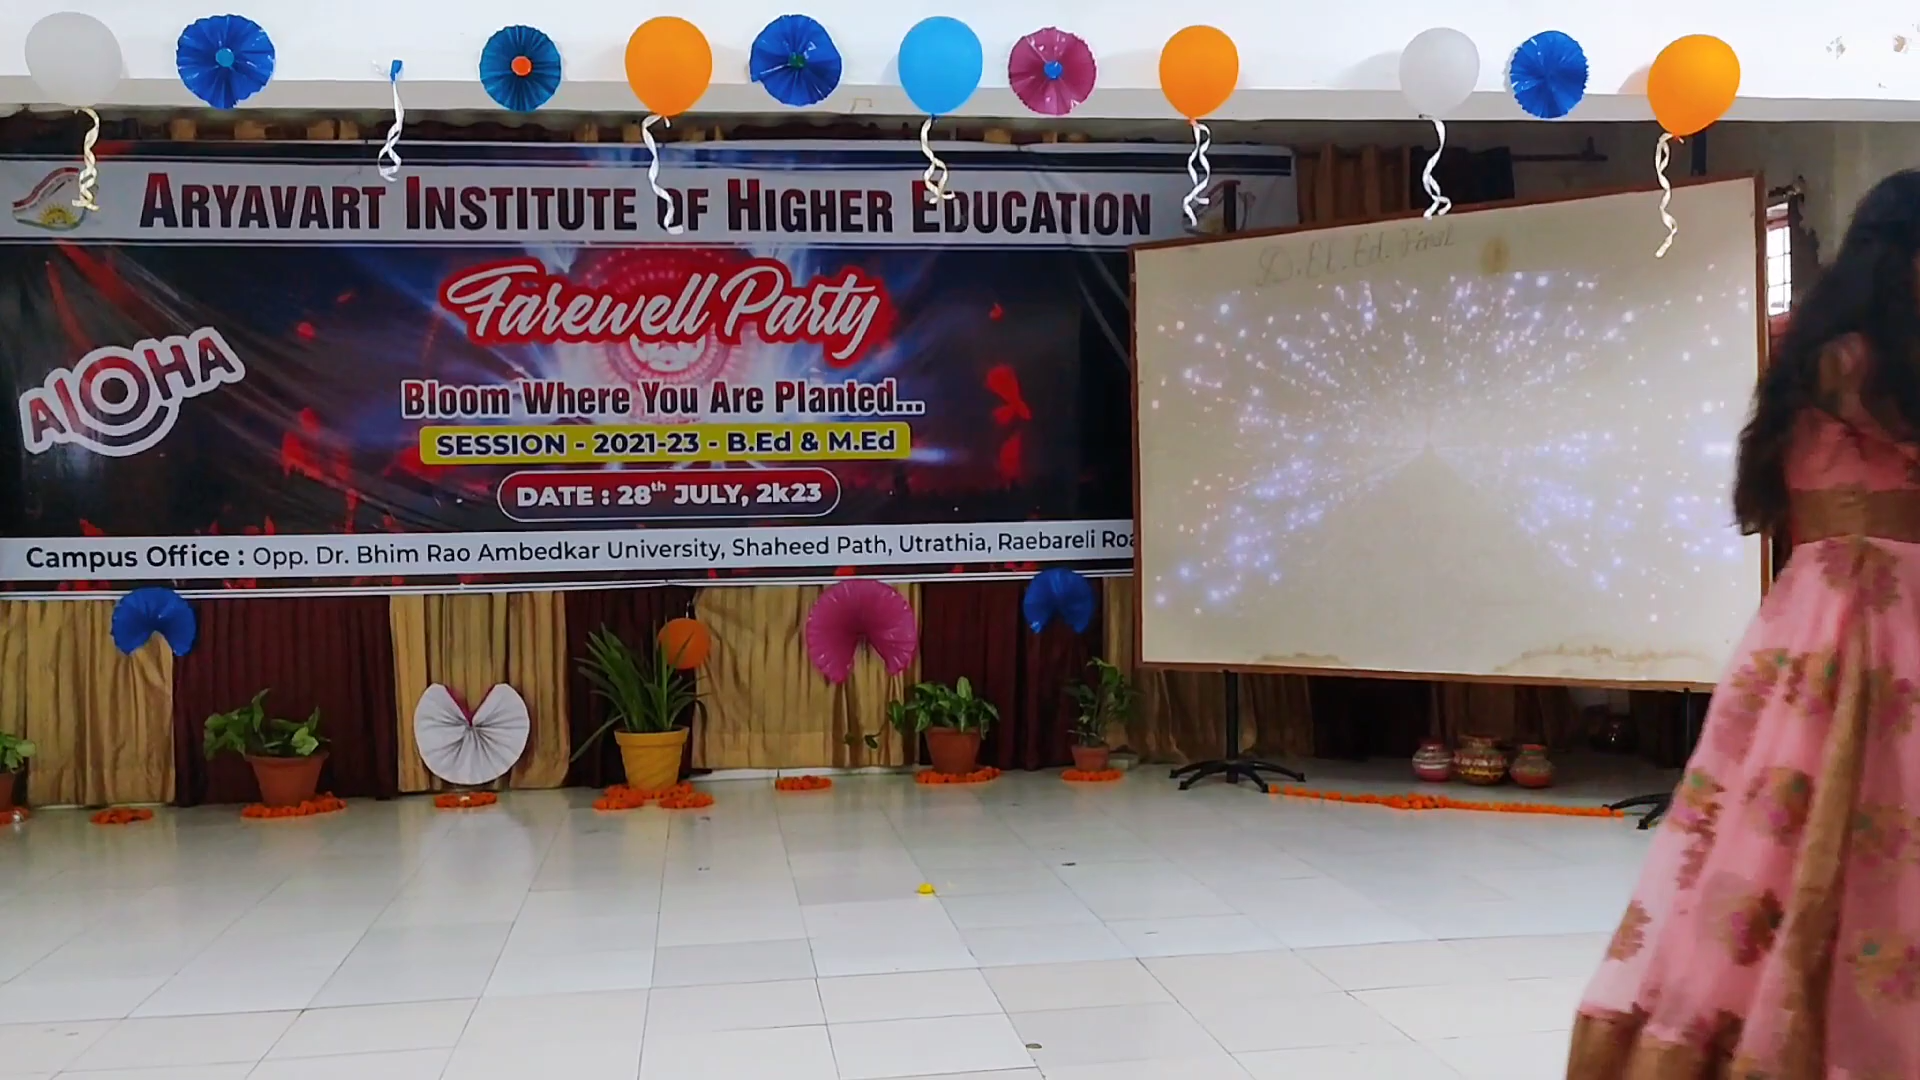 ARYAVART INSTITUTE OF HIGHER EDUCATION
Farewell Party
ALOHA
Bloom Where You Are Planted...
SESSION - 2021-23 - B.Ed & M.Ed
DATE : 28th JULY, 2k23
Campus Office : Opp. Dr. Bhim Rao Ambedkar University, Shaheed Path, Utrathia, Raebareli Roa
D.El.Ed. Final